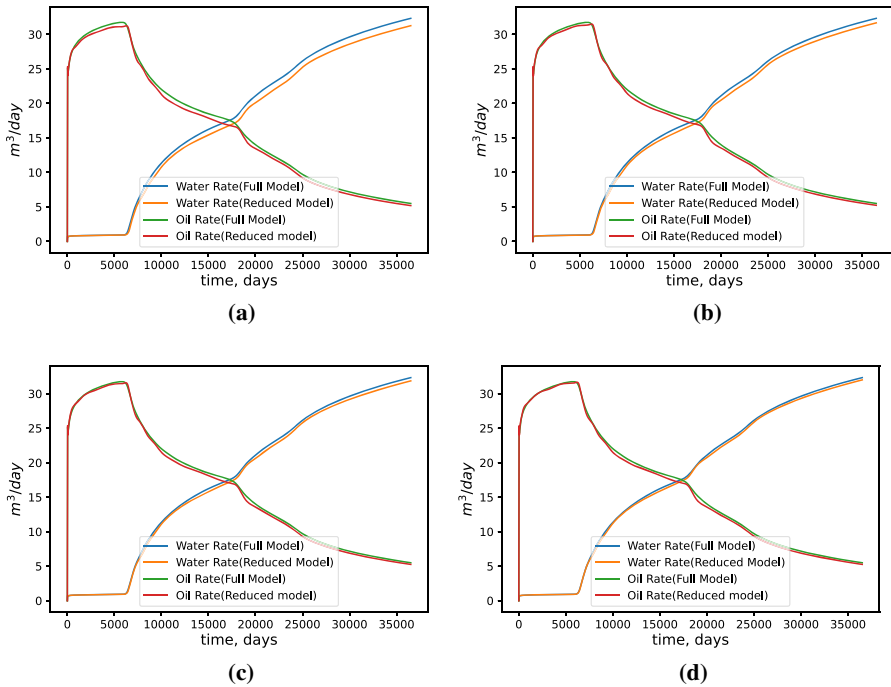 30
25
20
15
10
5
0
m³/day
Water Rate(Full Model)
Water Rate(Reduced Model)
Oil Rate(Full Model)
Oil Rate(Reduced model)
0 5000 10000 15000 20000 25000 30000 35000
time, days
(a)
30
25
20
15
10
5
0
m³/day
Water Rate(Full Model)
Water Rate(Reduced Model)
Oil Rate(Full Model)
Oil Rate(Reduced model)
0 5000 10000 15000 20000 25000 30000 35000
time, days
(b)
30
25
20
15
10
5
0
m³/day
Water Rate(Full Model)
Water Rate(Reduced Model)
Oil Rate(Full Model)
Oil Rate(Reduced model)
0 5000 10000 15000 20000 25000 30000 35000
time, days
(c)
30
25
20
15
10
5
0
m³/day
Water Rate(Full Model)
Water Rate(Reduced Model)
Oil Rate(Full Model)
Oil Rate(Reduced model)
0 5000 10000 15000 20000 25000 30000 35000
time, days
(d)